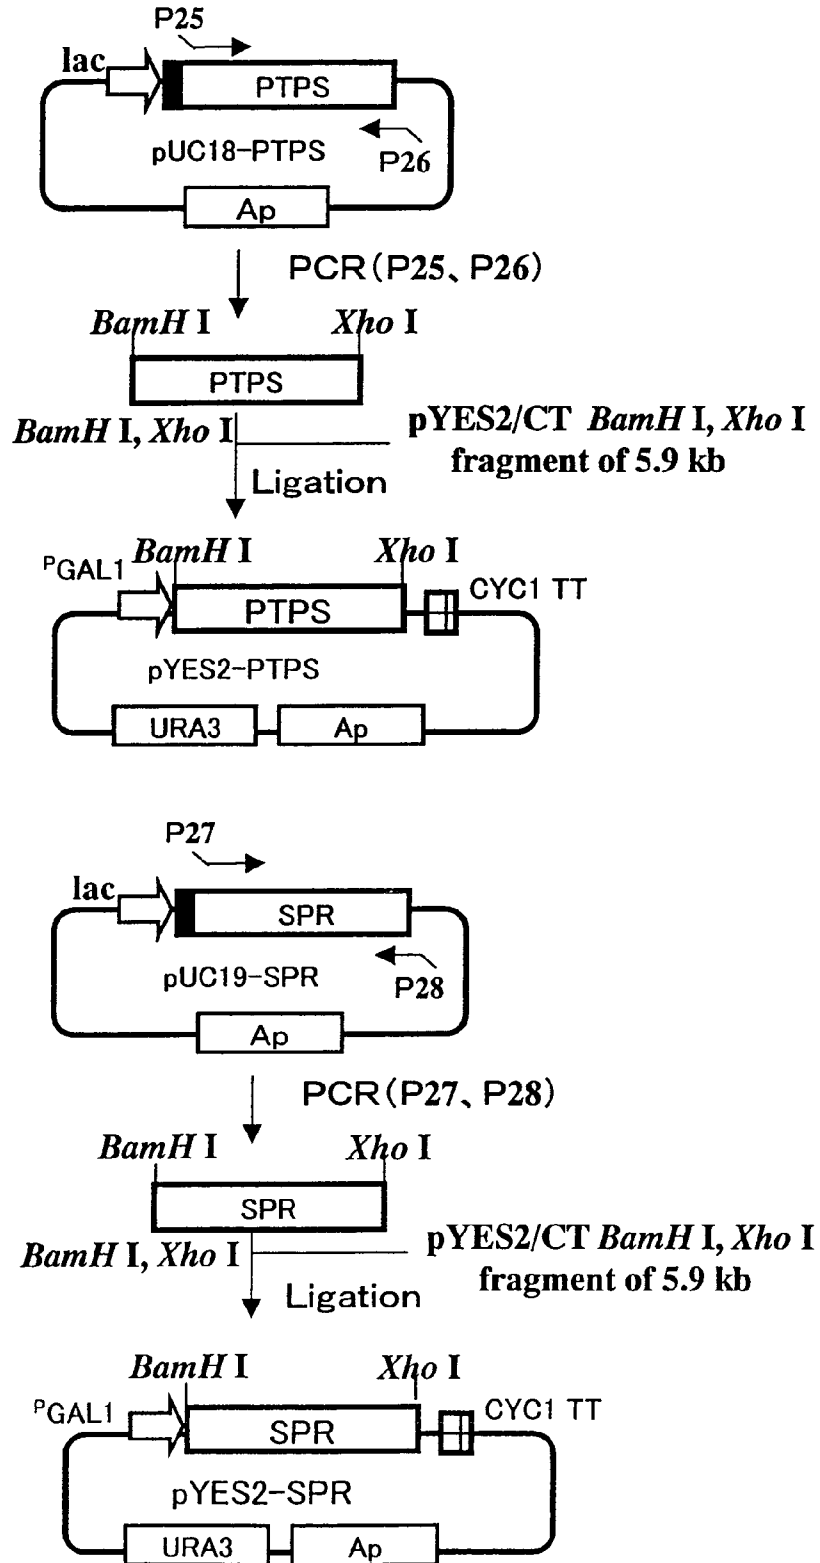 P25
lac
PTPS
pUC18-PTPS
P26
Ap
PCR(P25、P26)
BamH I Xho I
PTPS
BamH I, Xho I
pYES2/CT BamH I, Xho I
fragment of 5.9 kb
Ligation
BamH I Xho I
PGAL1
CYC1 TT
PTPS
pYES2-PTPS
URA3 Ap
P27
lac
SPR
pUC19-SPR
P28
Ap
PCR(P27、P28)
BamH I Xho I
SPR
BamH I, Xho I
pYES2/CT BamH I, Xho I
fragment of 5.9 kb
Ligation
BamH I Xho I
PGAL1
CYC1 TT
SPR
pYES2-SPR
URA3 Ap